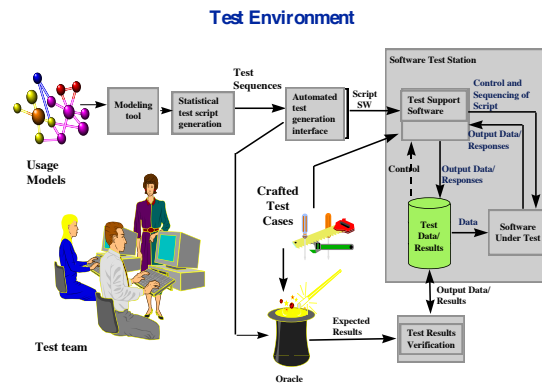 Test Environment
Software Test Station
Test
Sequences
Control and
Sequencing of
Script
Modeling
tool
Statistical
test script
generation
Automated
test
generation
interface
Script
SW
Test Support
Software
Output Data/
Responses
Usage
Models
Control
Output Data/
Responses
Crafted
Test
Cases
Test
Data/
Results
Data
Software
Under Test
Output Data/
Results
Test team
Expected
Results
Test Results
Verification
Oracle